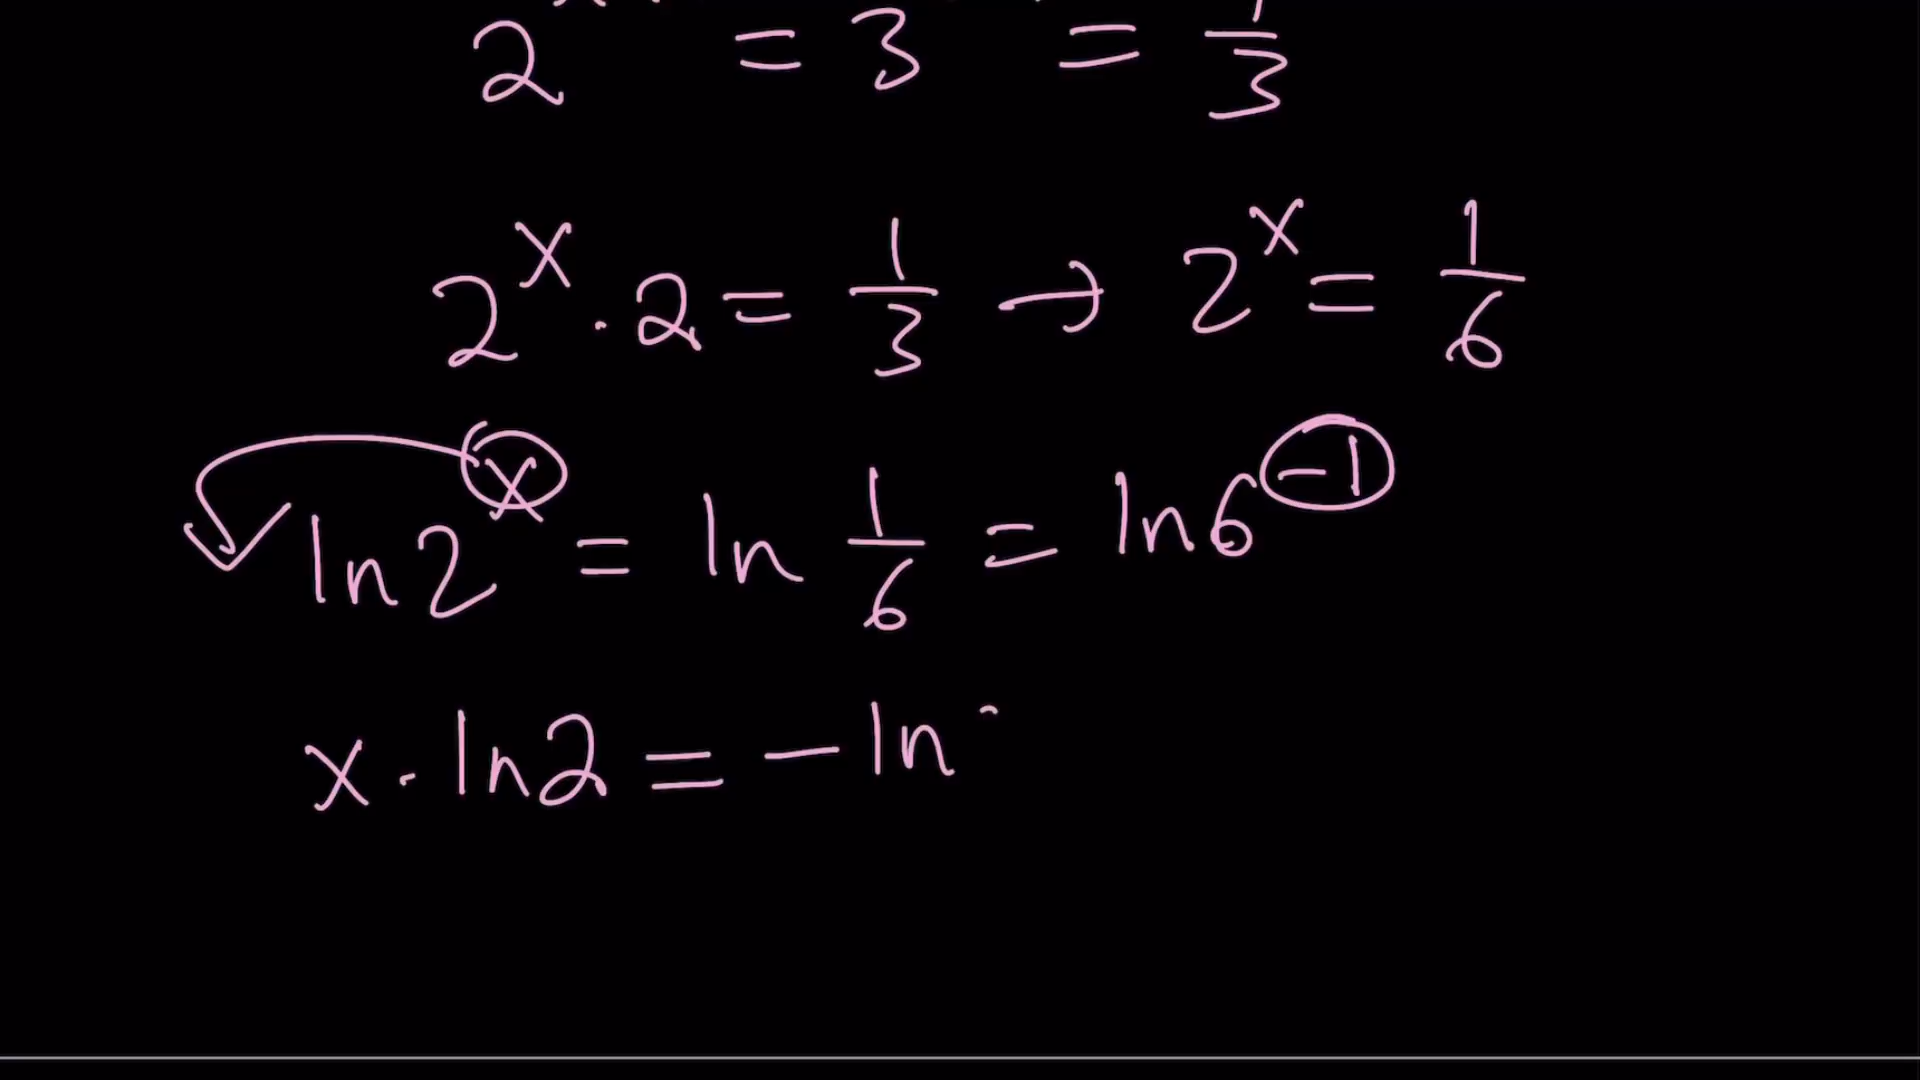 2^x = 3 = 1/3
2^x · 2 = 1/3 → 2^x = 1/6
ln 2^x = ln 1/6 = ln 6^-1
x · ln 2 = - ln